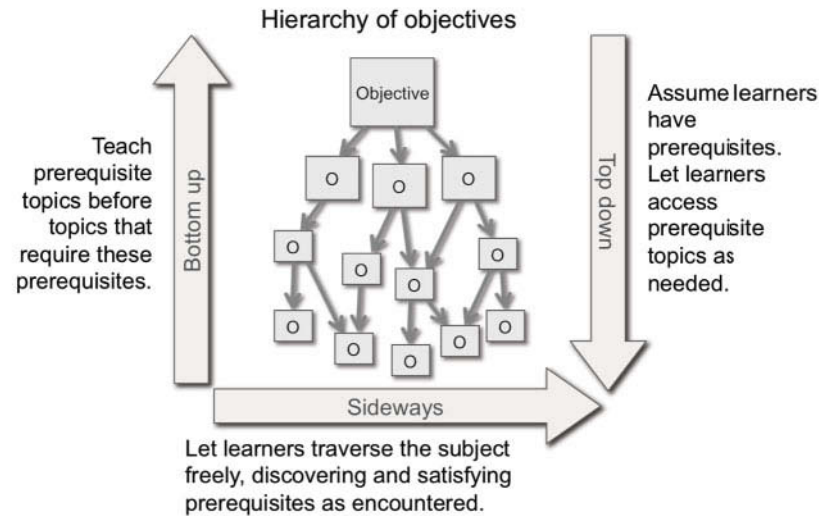 Hierarchy of objectives
Teach
prerequisite
topics before
topics that
require these
prerequisites.
Bottom up
Objective
O
O
O
O
O
O
O
O
O
O
O
O
Top down
Assume learners
have
prerequisites.
Let learners
access
prerequisite
topics as
needed.
Sideways
Let learners traverse the subject
freely, discovering and satisfying
prerequisites as encountered.